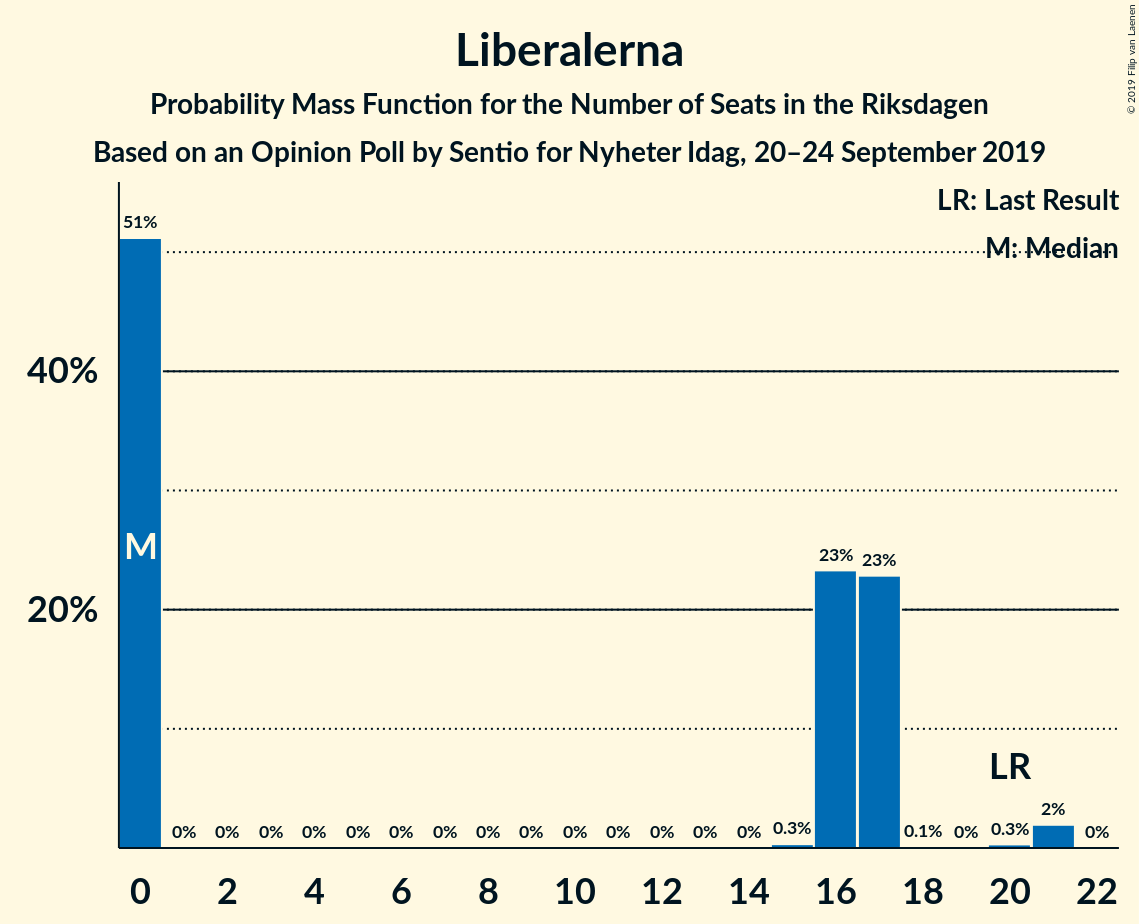 Liberalerna
Probability Mass Function for the Number of Seats in the Riksdagen
Based on an Opinion Poll by Sentio for Nyheter Idag, 20–24 September 2019
© 2019 Filip van Laenen
LR: Last Result
M: Median
51%
40%
20%
M
LR
0% 0% 0% 0% 0% 0% 0% 0% 0% 0% 0% 0% 0% 0% 0.3% 23% 23% 0.1% 0% 0.3% 2% 0%
0 2 4 6 8 10 12 14 16 18 20 22